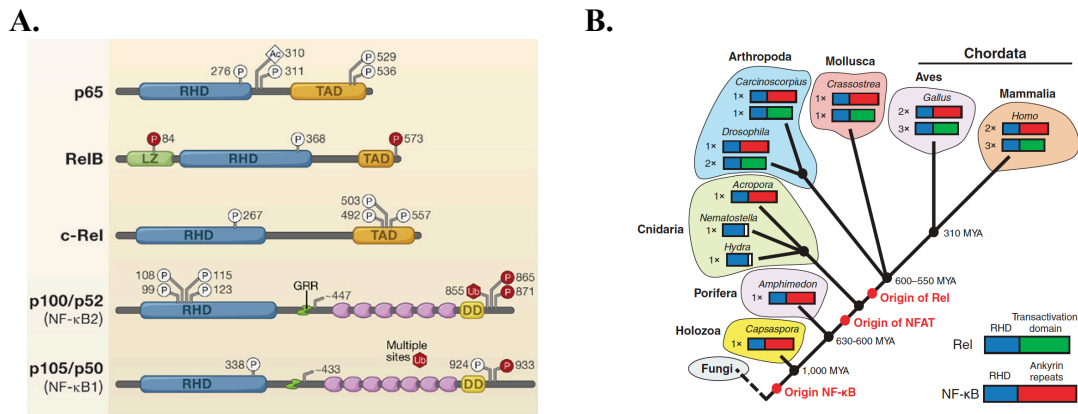 A.
p65
276 P
Ac 310
P 311
P 529
P 536
RHD
TAD
RelB
P 84
P 368
P 573
LZ
RHD
TAD
c-Rel
P 267
503 P
492 P
P 557
RHD
TAD
p100/p52
(NF-κB2)
108 P
99 P
P 115
P 123
GRR
~447
855 Ub
P 865
P 871
RHD
DD
p105/p50
(NF-κB1)
338 P
~433
Multiple
sites Ub
924 P
P 933
RHD
DD
B.
Chordata
Arthropoda
Carcinoscorpius
1×
1×
Drosophila
1×
2×
Mollusca
Crassostrea
1×
1×
Aves
Gallus
2×
3×
Mammalia
Homo
2×
3×
Cnidaria
Acropora
1×
Nematostella
1×
Hydra
1×
Porifera
Amphimedon
1×
Holozoa
Capsaspora
1×
Fungi
310 MYA
600–550 MYA
Origin of Rel
Origin of NFAT
630-600 MYA
1,000 MYA
Origin NF-κB
RHD
Transactivation
domain
Rel
RHD
Ankyrin
repeats
NF-κB